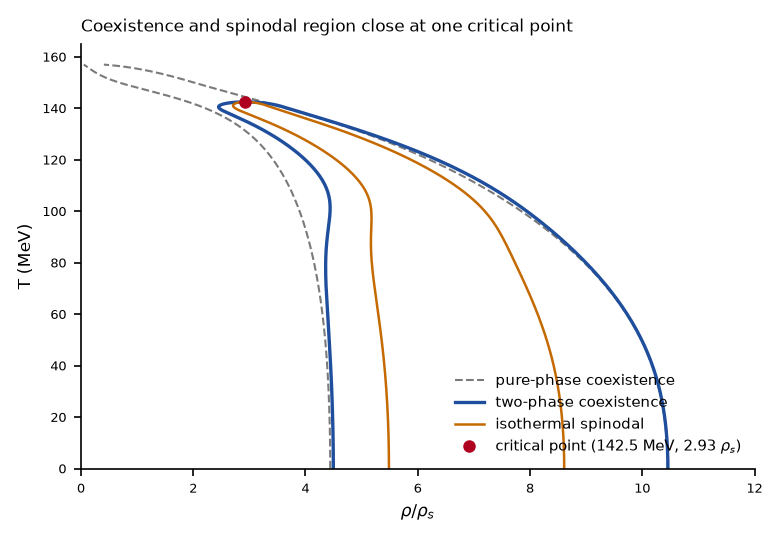 Coexistence and spinodal region close at one critical point
T (MeV)
160
140
120
100
80
60
40
20
0
pure-phase coexistence
two-phase coexistence
isothermal spinodal
critical point (142.5 MeV, 2.93 ρₛ)
0 2 4 6 8 10 12
ρ/ρₛ